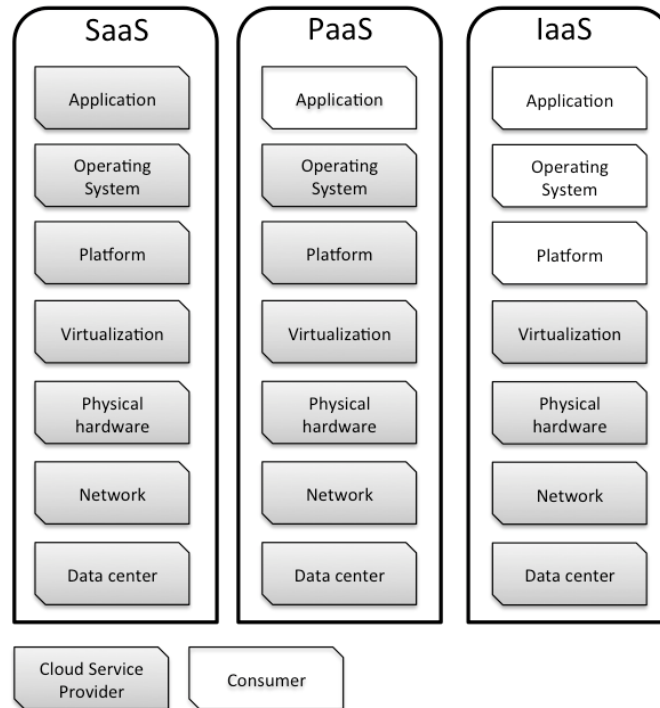 SaaS
Application
Operating
System
Platform
Virtualization
Physical
hardware
Network
Data center
PaaS
Application
Operating
System
Platform
Virtualization
Physical
hardware
Network
Data center
IaaS
Application
Operating
System
Platform
Virtualization
Physical
hardware
Network
Data center
Cloud Service
Provider
Consumer